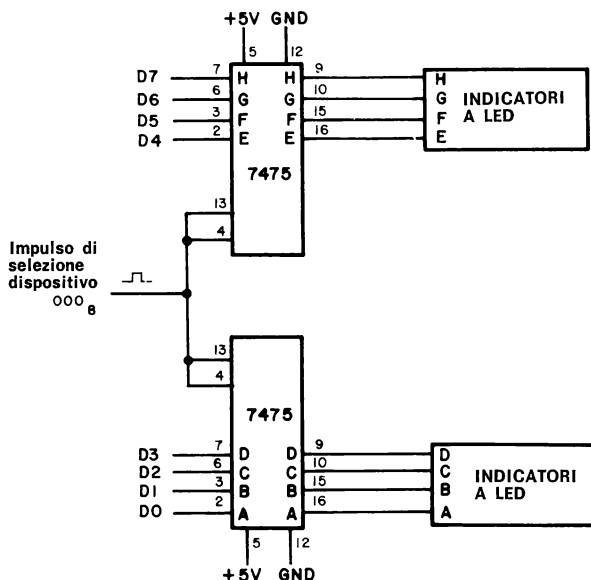 +5V GND
5 12
D7 7 H H 9 H
D6 6 G G 10 G
D5 3 F F 15 F
D4 2 E E 16 E
INDICATORI
A LED
7475
13
4
Impulso di
selezione
dispositivo
000 8
13
4
7475
D3 7 D D 9 D
D2 6 C C 10 C
D1 3 B B 15 B
D0 2 A A 16 A
INDICATORI
A LED
5 12
+5V GND